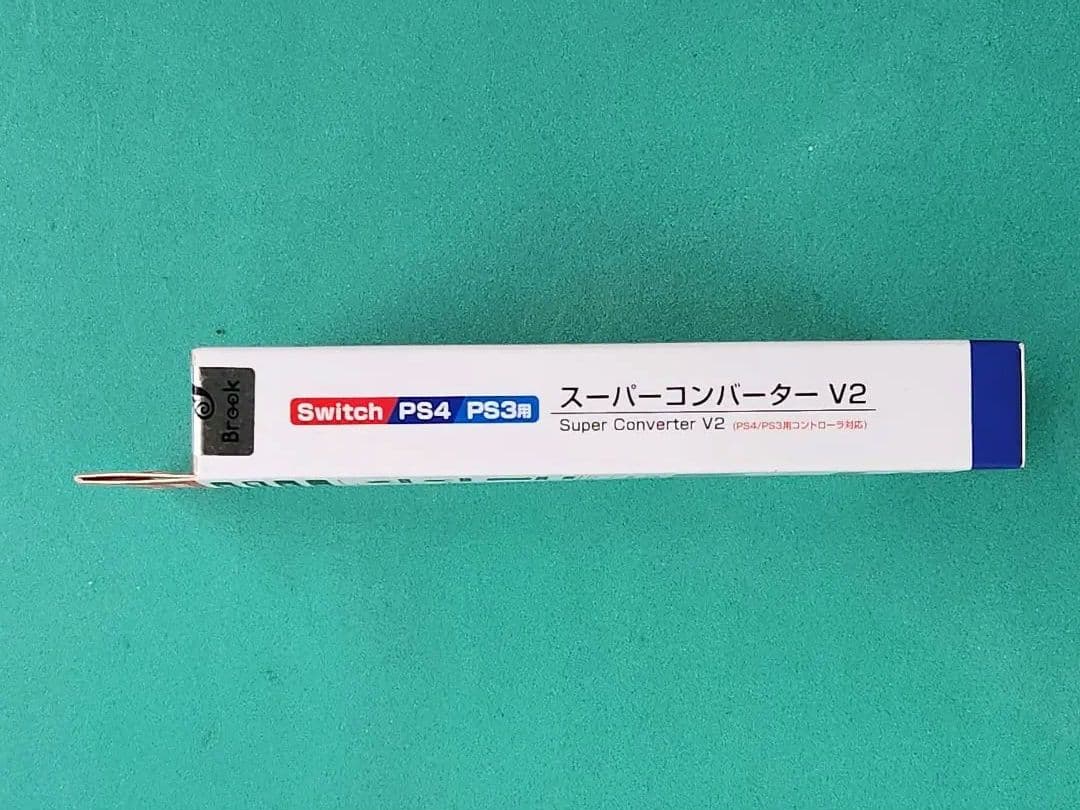 Brook
Switch PS4 PS3用
スーパーコンバーター V2
Super Converter V2 (PS4/PS3用コントローラ対応)